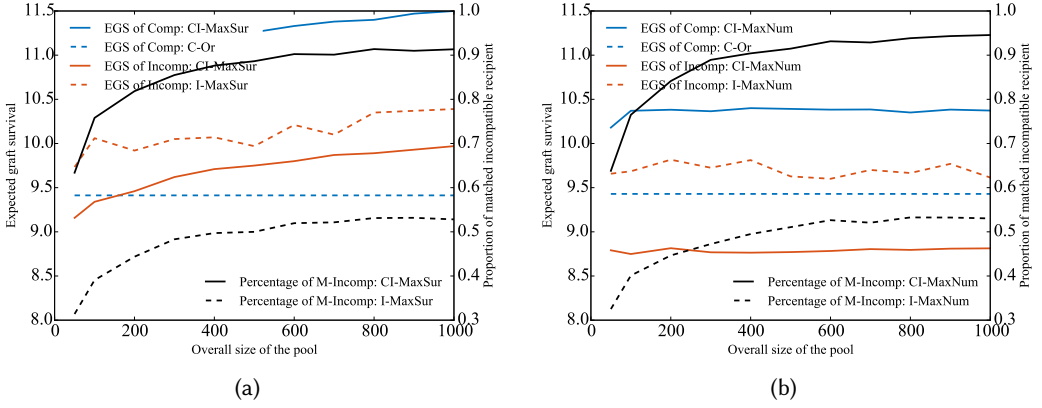 11.5
11.0
10.5
10.0
9.5
9.0
8.5
8.0
Expected graft survival
EGS of Comp: CI-MaxSur
EGS of Comp: C-Or
EGS of Incomp: CI-MaxSur
EGS of Incomp: I-MaxSur
Percentage of M-Incomp: CI-MaxSur
Percentage of M-Incomp: I-MaxSur
1.0
0.9
0.8
0.7
0.6
0.5
0.4
0.3
Proportion of matched incompatible recipient
0 200 400 600 800 1000
Overall size of the pool
(a)
11.5
11.0
10.5
10.0
9.5
9.0
8.5
8.0
Expected graft survival
EGS of Comp: CI-MaxNum
EGS of Comp: C-Or
EGS of Incomp: CI-MaxNum
EGS of Incomp: I-MaxNum
Percentage of M-Incomp: CI-MaxNum
Percentage of M-Incomp: I-MaxNum
1.0
0.9
0.8
0.7
0.6
0.5
0.4
0.3
Proportion of matched incompatible recipient
0 200 400 600 800 1000
Overall size of the pool
(b)